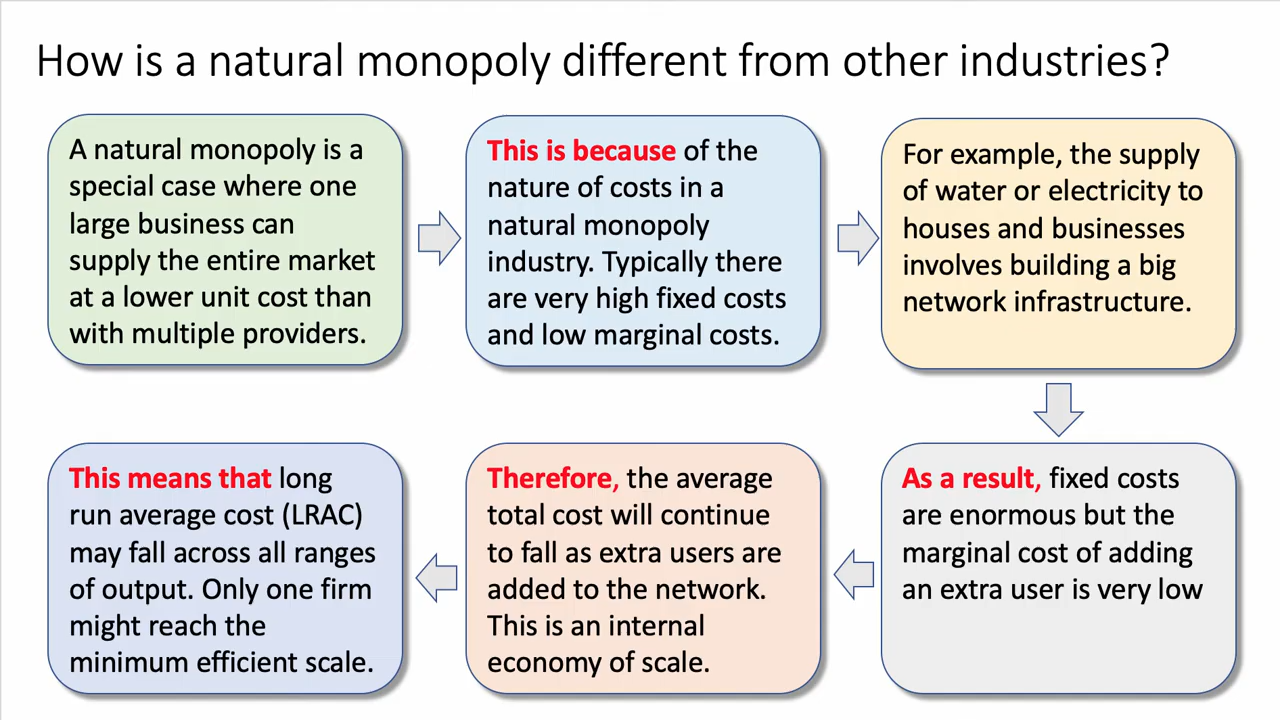 How is a natural monopoly different from other industries?
A natural monopoly is a
special case where one
large business can
supply the entire market
at a lower unit cost than
with multiple providers.
This is because of the
nature of costs in a
natural monopoly
industry. Typically there
are very high fixed costs
and low marginal costs.
For example, the supply
of water or electricity to
houses and businesses
involves building a big
network infrastructure.
As a result, fixed costs
are enormous but the
marginal cost of adding
an extra user is very low
Therefore, the average
total cost will continue
to fall as extra users are
added to the network.
This is an internal
economy of scale.
This means that long
run average cost (LRAC)
may fall across all ranges
of output. Only one firm
might reach the
minimum efficient scale.